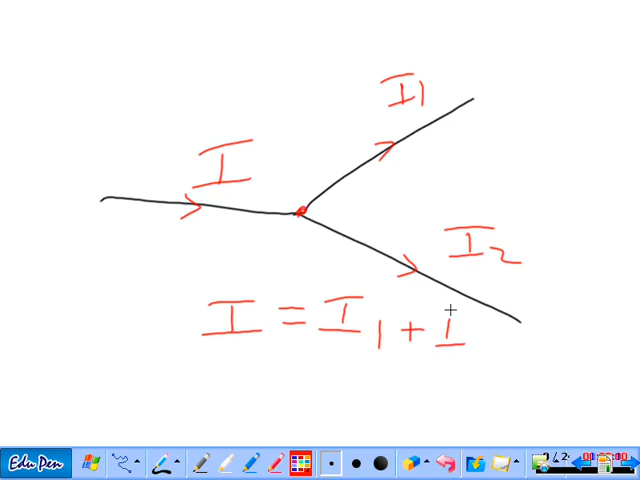 I1
I
I2
I = I1 + I
Edu Pen